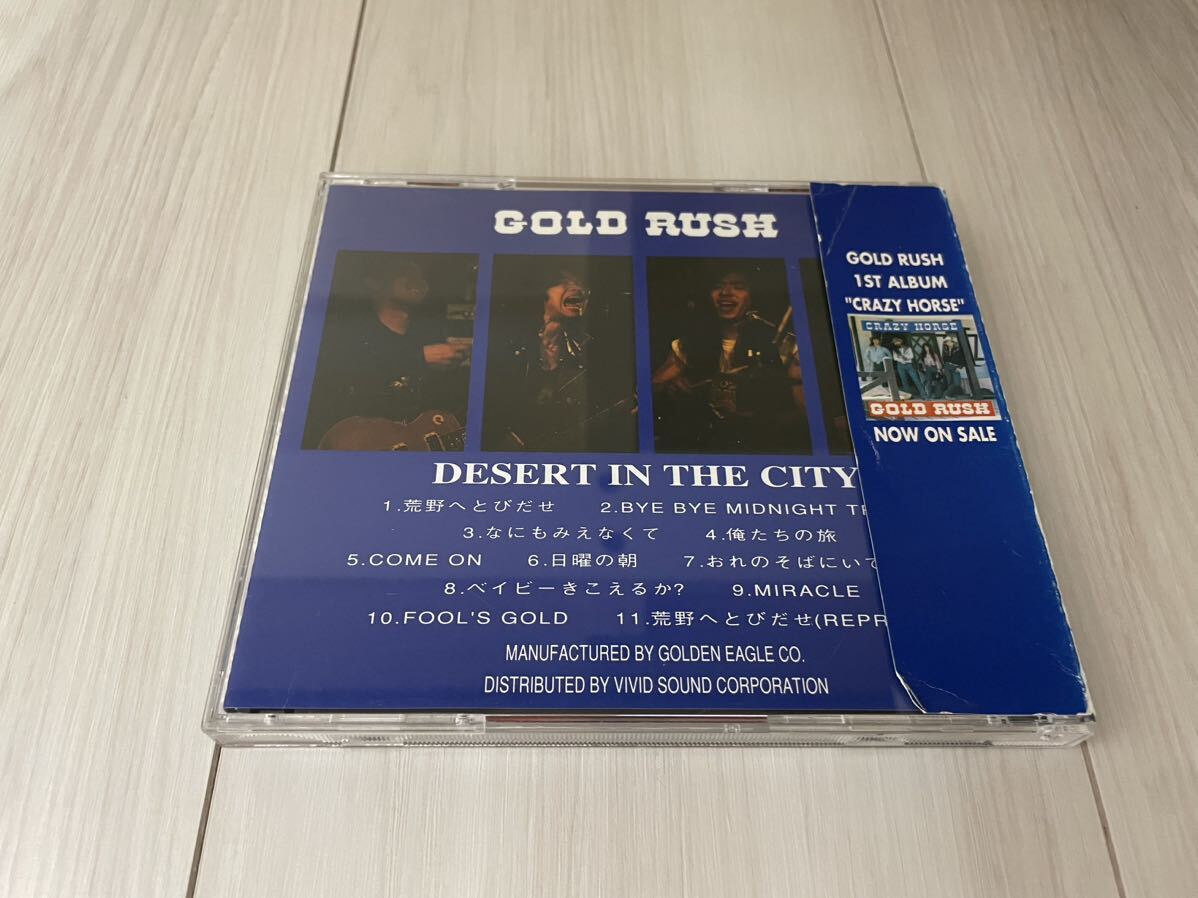 GOLD RUSH
DESERT IN THE CITY
1.荒野へとびだせ 2.BYE BYE MIDNIGHT
3.なにもみえなくて 4.俺たちの旅
5.COME ON 6.日曜の朝 7.おれのそばにいて
8.ベイビーきこえるか? 9.MIRACLE
10.FOOL'S GOLD 11.荒野へとびだせ
MANUFACTURED BY GOLDEN EAGLE CO.
DISTRIBUTED BY VIVID SOUND CORPORATION
GOLD RUSH
1ST ALBUM
"CRAZY HORSE"
CRAZY HORSE
GOLD RUSH
NOW ON SALE